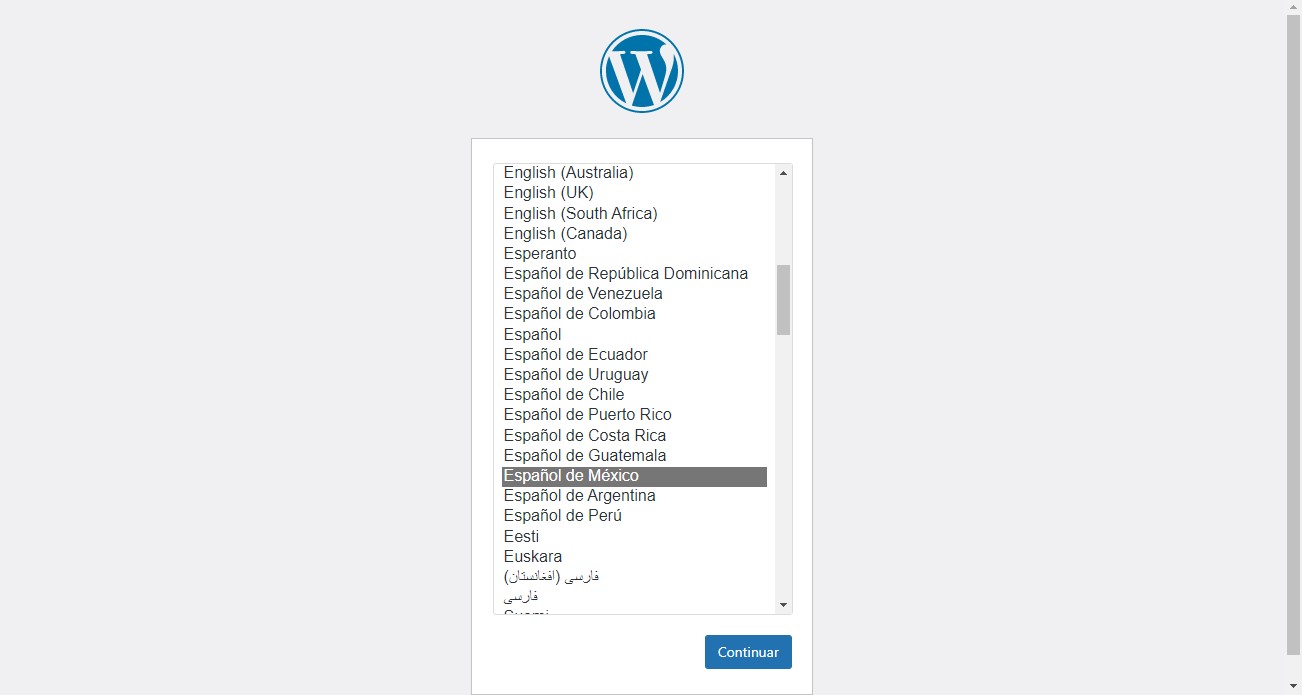 English (Australia)
English (UK)
English (South Africa)
English (Canada)
Esperanto
Español de República Dominicana
Español de Venezuela
Español de Colombia
Español
Español de Ecuador
Español de Uruguay
Español de Chile
Español de Puerto Rico
Español de Costa Rica
Español de Guatemala
Español de México
Español de Argentina
Español de Perú
Eesti
Euskara
(فارسی (افغانستان
فارسی
Suomi
Continuar